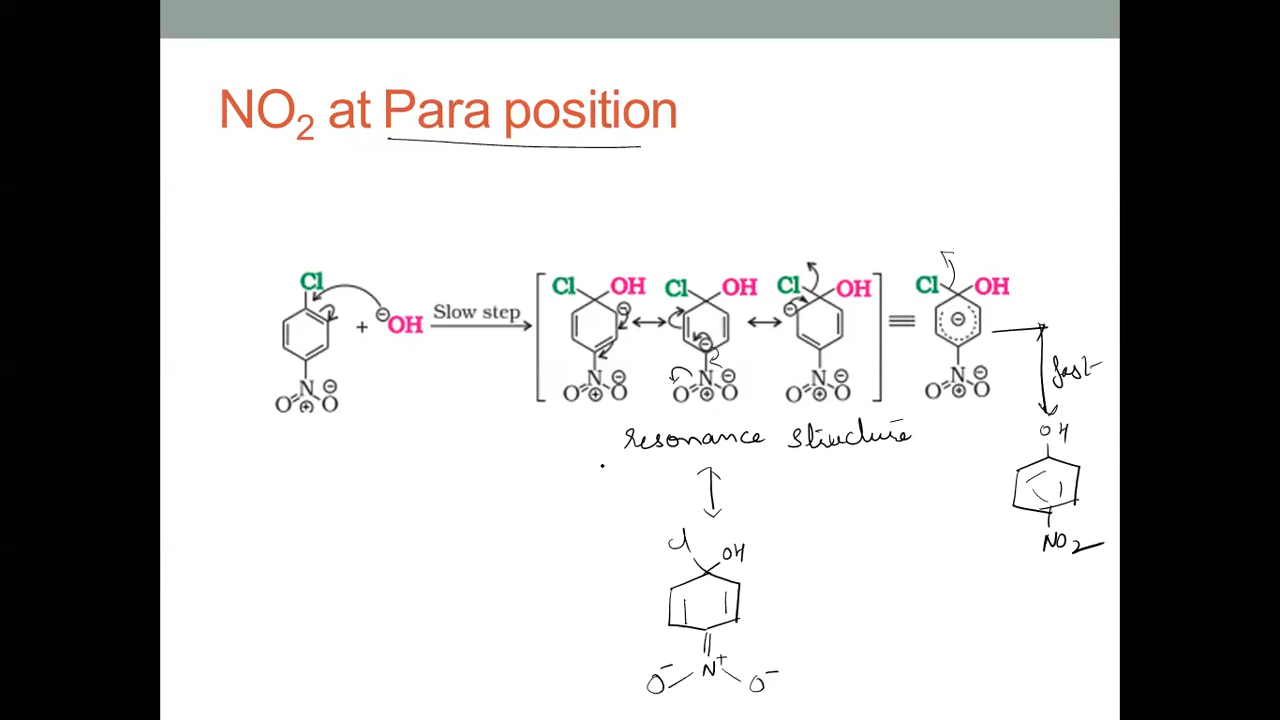 NO₂ at Para position
Cl
⊖OH
+
Slow step
N ⊖
O ⊕ O
Cl OH
⊖
N ⊖
O ⊕ O
Cl OH
⊖
N ⊖
O ⊕ O
Cl OH
⊖
N ⊖
O ⊕ O
Cl OH
⊖
N ⊖
O ⊕ O
fast
resonance structure
OH
NO₂
Cl OH
N⁺
O⁻ O⁻